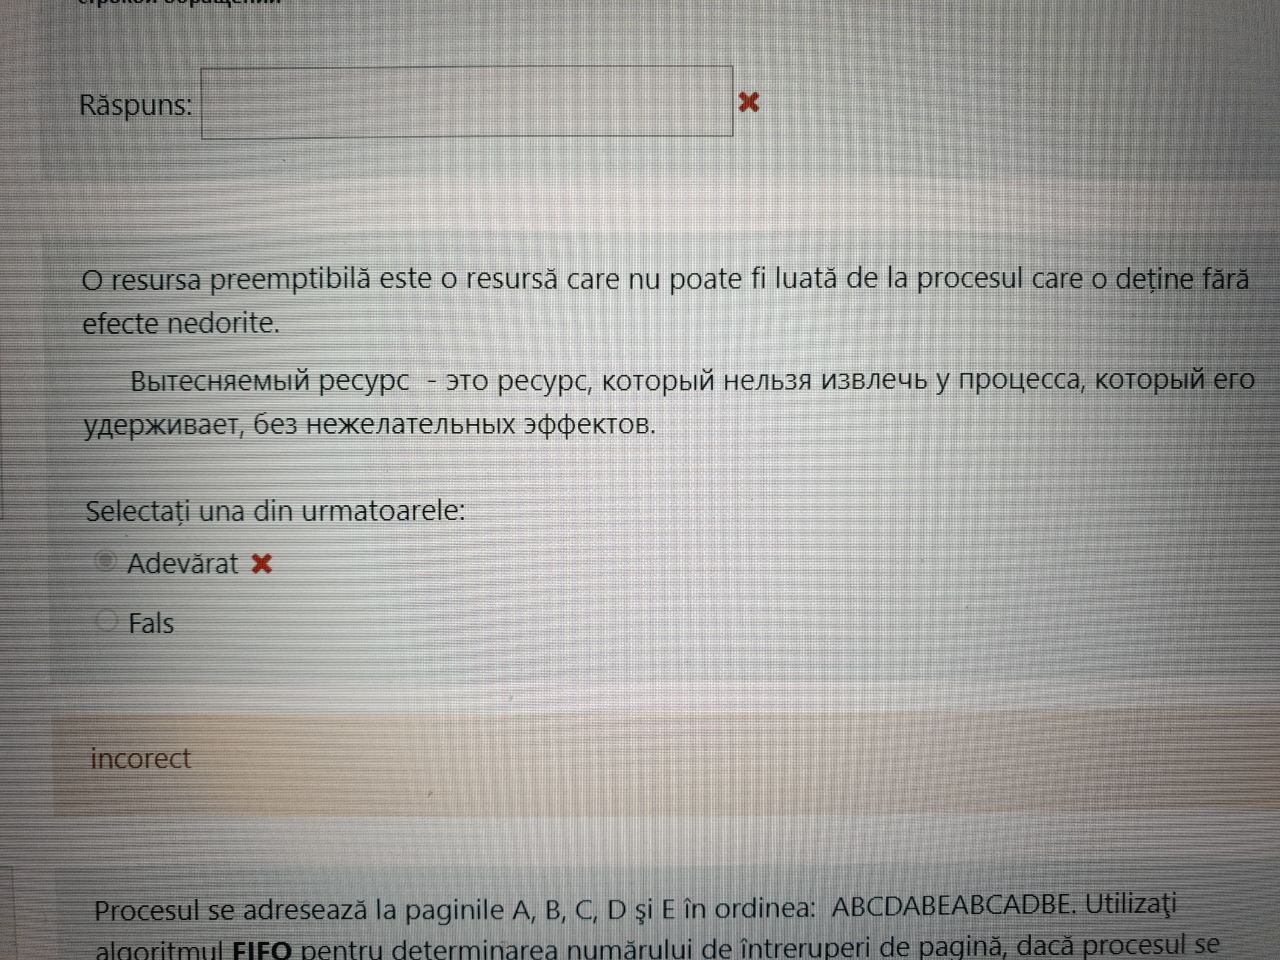 строкой обращений
Răspuns:
O resursa preemptibilă este o resursă care nu poate fi luată de la procesul care o deține fără
efecte nedorite.
Вытесняемый ресурс - это ресурс, который нельзя извлечь у процесса, который его
удерживает, без нежелательных эффектов.
Selectați una din urmatoarele:
Adevărat
Fals
incorect
Procesul se adresează la paginile A, B, C, D şi E în ordinea: ABCDABEABCADBE. Utilizaţi
algoritmul FIFO pentru determinarea numărului de întreruperi de pagină, dacă procesul se